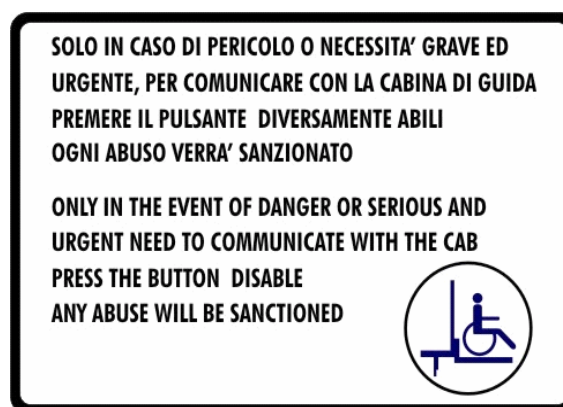 SOLO IN CASO DI PERICOLO O NECESSITA' GRAVE ED
URGENTE, PER COMUNICARE CON LA CABINA DI GUIDA
PREMERE IL PULSANTE DIVERSAMENTE ABILI
OGNI ABUSO VERRA' SANZIONATO
ONLY IN THE EVENT OF DANGER OR SERIOUS AND
URGENT NEED TO COMMUNICATE WITH THE CAB
PRESS THE BUTTON DISABLE
ANY ABUSE WILL BE SANCTIONED